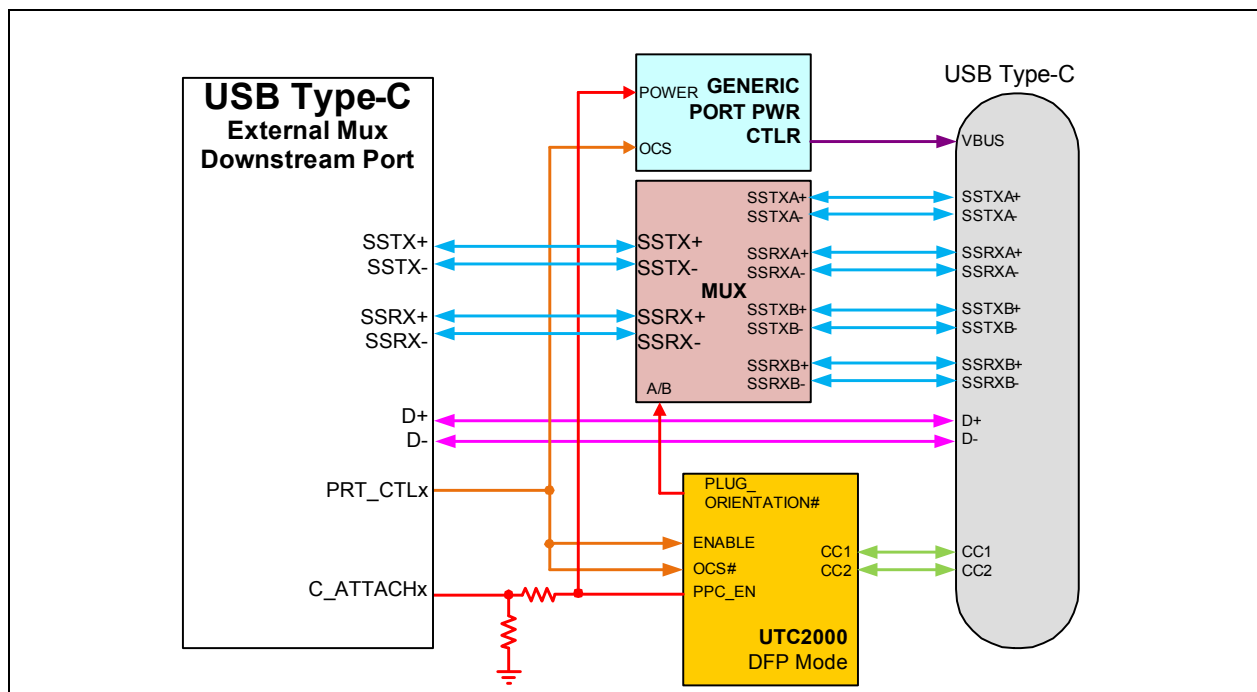 USB Type-C
External Mux
Downstream Port
SSTX+
SSTX-
SSRX+
SSRX-
D+
D-
PRT_CTLx
C_ATTACHx
POWER
GENERIC
PORT PWR
CTLR
OCS
SSTX+
SSTX-
SSRX+
SSRX-
MUX
A/B
SSTXA+
SSTXA-
SSRXA+
SSRXA-
SSTXB+
SSTXB-
SSRXB+
SSRXB-
PLUG_
ORIENTATION#
ENABLE
OCS#
PPC_EN
CC1
CC2
UTC2000
DFP Mode
USB Type-C
VBUS
SSTXA+
SSTXA-
SSRXA+
SSRXA-
SSTXB+
SSTXB-
SSRXB+
SSRXB-
D+
D-
CC1
CC2